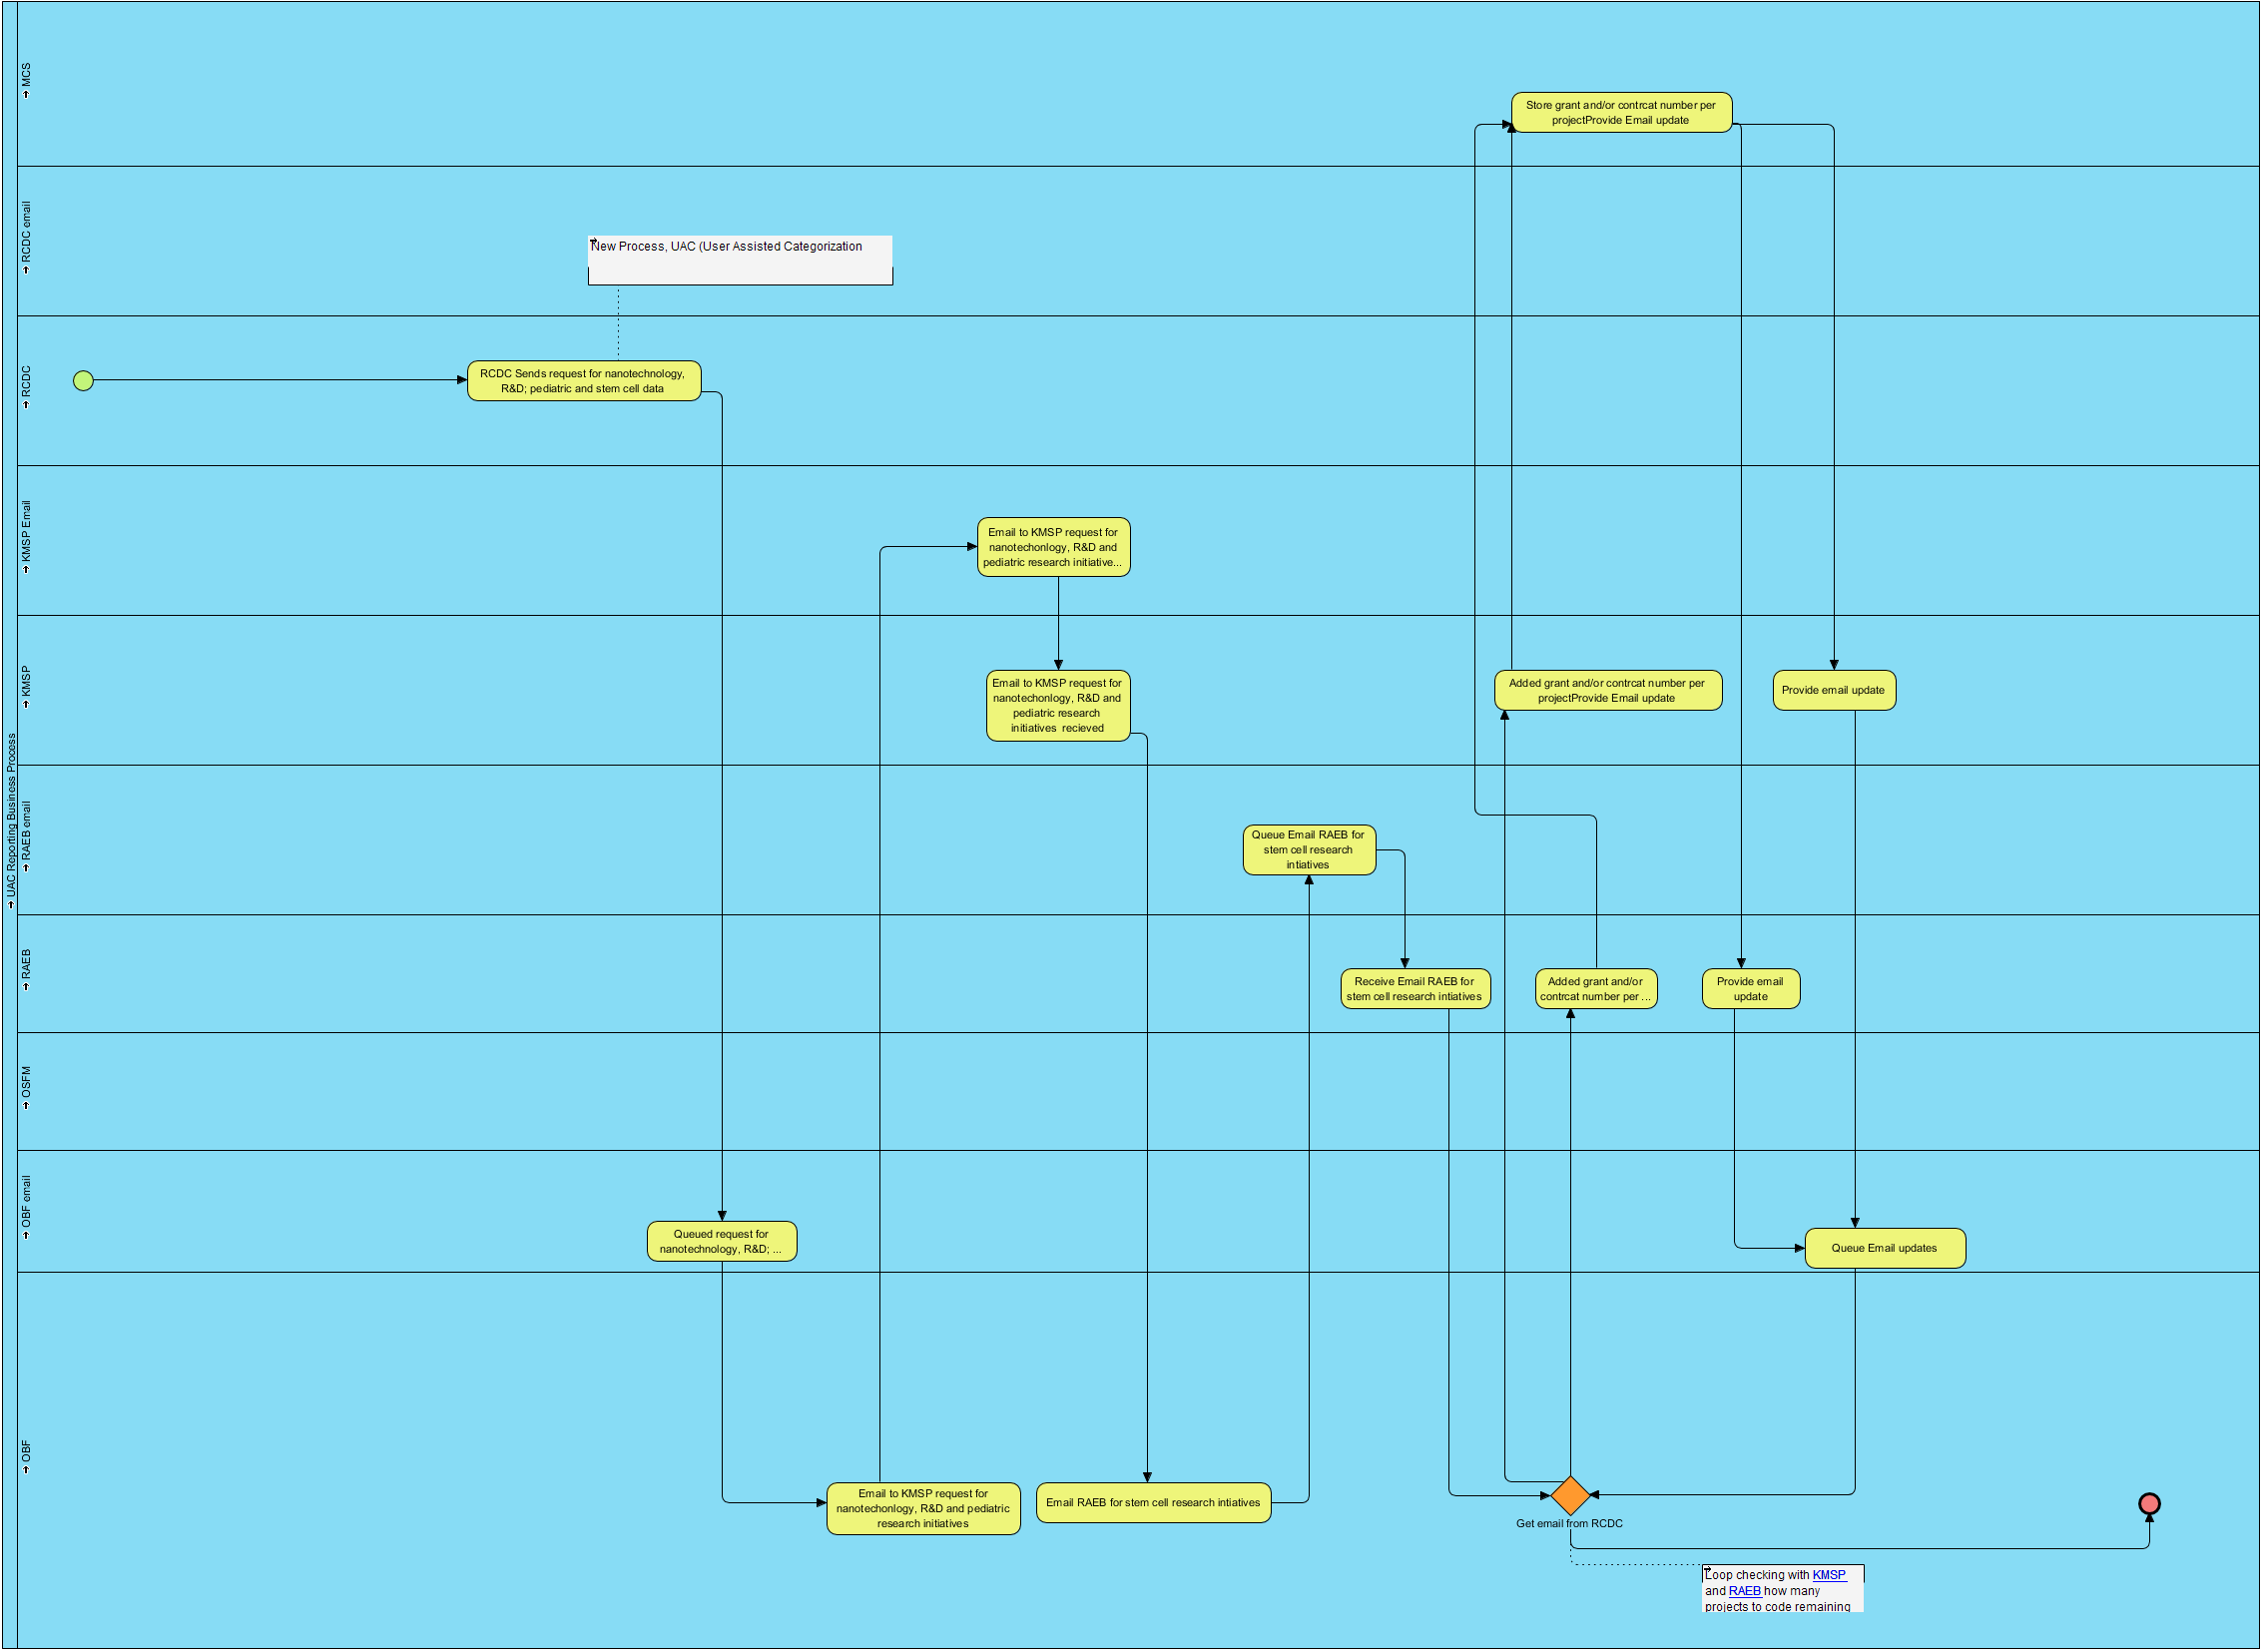 UAC Reporting Business Process
MCS
Store grant and/or contrcat number per
projectProvide Email update
RCDC email
New Process, UAC (User Assisted Categorization
RCDC
RCDC Sends request for nanotechnology,
R&D; pediatric and stem cell data
KMSP Email
Email to KMSP request for
nanotechonlogy, R&D and
pediatric research initiative...
KMSP
Email to KMSP request for
nanotechonlogy, R&D and
pediatric research
initiatives recieved
Added grant and/or contrcat number per
projectProvide Email update
Provide email update
RAEB email
Queue Email RAEB for
stem cell research
intiatives
RAEB
Receive Email RAEB for
stem cell research intiatives
Added grant and/or
contrcat number per ...
Provide email
update
OSFM
OBF email
Queued request for
nanotechnology, R&D; ...
Queue Email updates
OBF
Email to KMSP request for
nanotechonlogy, R&D and pediatric
research initiatives
Email RAEB for stem cell research intiatives
Get email from RCDC
Loop checking with KMSP
and RAEB how many
projects to code remaining